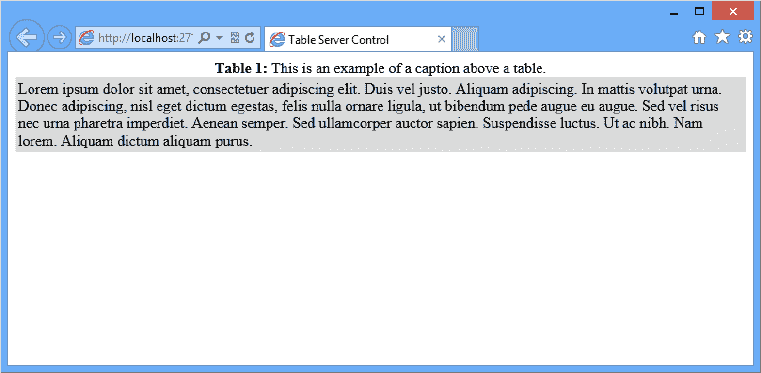 http://localhost:27
Table Server Control
Table 1: This is an example of a caption above a table.
Lorem ipsum dolor sit amet, consectetuer adipiscing elit. Duis vel justo. Aliquam adipiscing. In mattis volutpat urna.
Donec adipiscing, nisl eget dictum egestas, felis nulla ornare ligula, ut bibendum pede augue eu augue. Sed vel risus
nec urna pharetra imperdiet. Aenean semper. Sed ullamcorper auctor sapien. Suspendisse luctus. Ut ac nibh. Nam
lorem. Aliquam dictum aliquam purus.